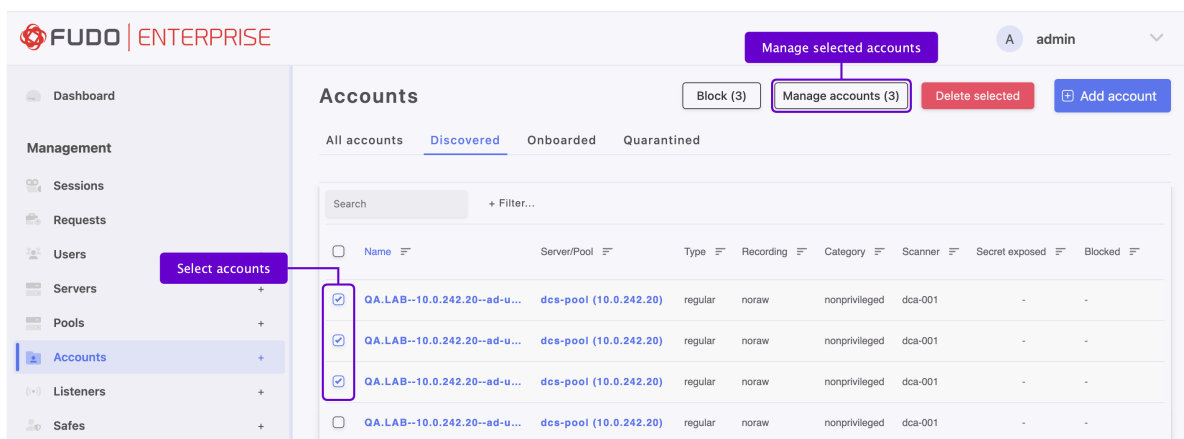 FUDO ENTERPRISE
Manage selected accounts
A admin
Dashboard
Management
Sessions
Requests
Users
Select accounts
Servers +
Pools +
Accounts +
Listeners +
Safes +
Accounts
Block (3) Manage accounts (3) Delete selected Add account
All accounts Discovered Onboarded Quarantined
Search + Filter...
Name Server/Pool Type Recording Category Scanner Secret exposed Blocked
QA.LAB--10.0.242.20--ad-u... dcs-pool (10.0.242.20) regular noraw nonprivileged dca-001 - -
QA.LAB--10.0.242.20--ad-u... dcs-pool (10.0.242.20) regular noraw nonprivileged dca-001 - -
QA.LAB--10.0.242.20--ad-u... dcs-pool (10.0.242.20) regular noraw nonprivileged dca-001 - -
QA.LAB--10.0.242.20--ad-u... dcs-pool (10.0.242.20) regular noraw nonprivileged dca-001 - -